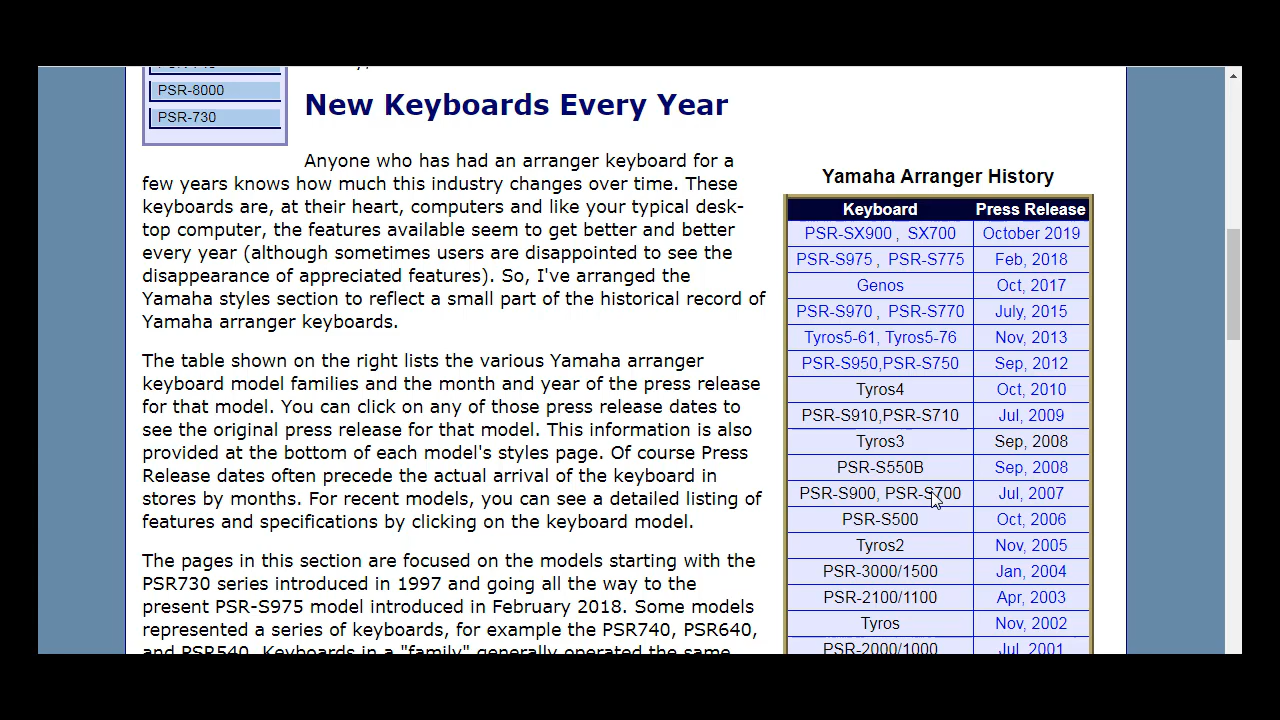 PSR-8000
PSR-730
New Keyboards Every Year
Anyone who has had an arranger keyboard for a
few years knows how much this industry changes over time. These
keyboards are, at their heart, computers and like your typical desk-
top computer, the features available seem to get better and better
every year (although sometimes users are disappointed to see the
disappearance of appreciated features). So, I've arranged the
Yamaha styles section to reflect a small part of the historical record of
Yamaha arranger keyboards.
The table shown on the right lists the various Yamaha arranger
keyboard model families and the month and year of the press release
for that model. You can click on any of those press release dates to
see the original press release for that model. This information is also
provided at the bottom of each model's styles page. Of course Press
Release dates often precede the actual arrival of the keyboard in
stores by months. For recent models, you can see a detailed listing of
features and specifications by clicking on the keyboard model.
The pages in this section are focused on the models starting with the
PSR730 series introduced in 1997 and going all the way to the
present PSR-S975 model introduced in February 2018. Some models
represented a series of keyboards, for example the PSR740, PSR640,
and PSR540. Keyboards in a "family" generally operated the same
Yamaha Arranger History
Keyboard Press Release
PSR-SX900 , SX700 October 2019
PSR-S975 , PSR-S775 Feb, 2018
Genos Oct, 2017
PSR-S970 , PSR-S770 July, 2015
Tyros5-61, Tyros5-76 Nov, 2013
PSR-S950,PSR-S750 Sep, 2012
Tyros4 Oct, 2010
PSR-S910,PSR-S710 Jul, 2009
Tyros3 Sep, 2008
PSR-S550B Sep, 2008
PSR-S900, PSR-S700 Jul, 2007
PSR-S500 Oct, 2006
Tyros2 Nov, 2005
PSR-3000/1500 Jan, 2004
PSR-2100/1100 Apr, 2003
Tyros Nov, 2002
PSR-2000/1000 Jul, 2001